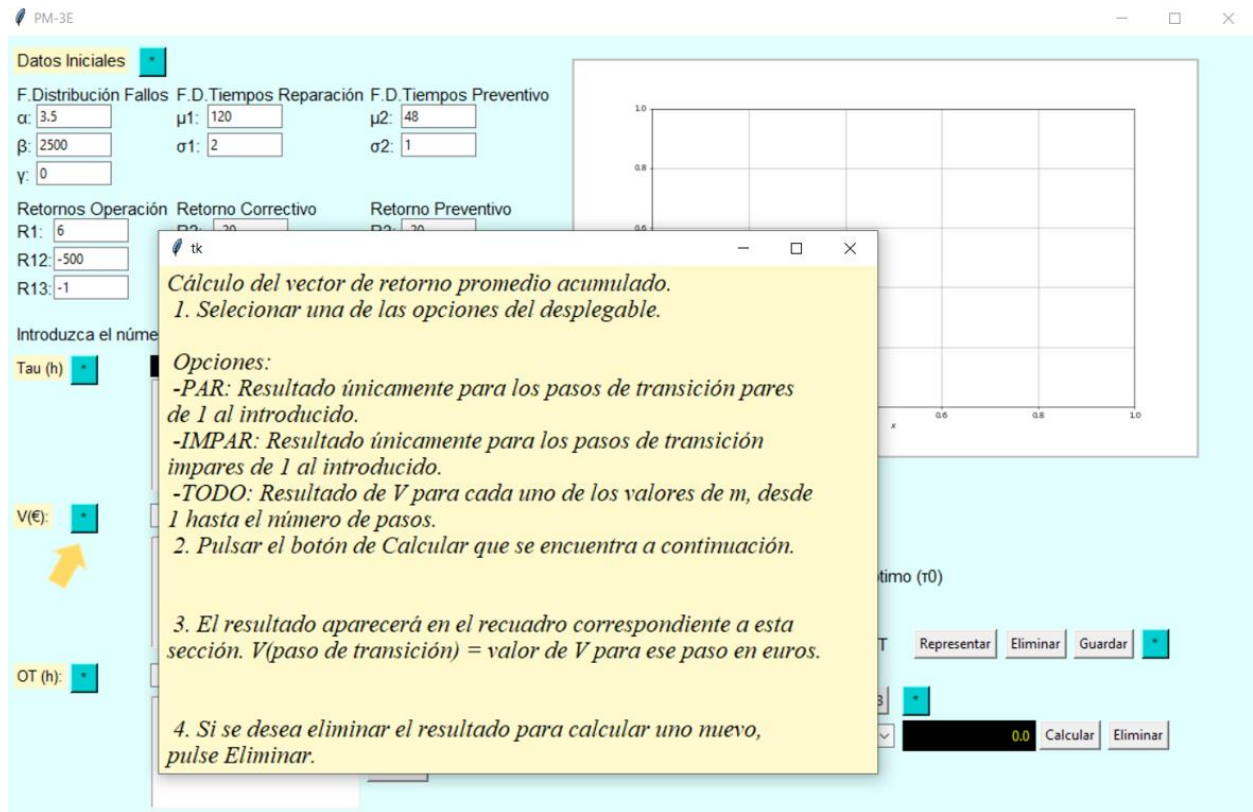 PM-3E
Datos Iniciales *
F.Distribución Fallos F.D.Tiempos Reparación F.D.Tiempos Preventivo
α: 3.5 μ1: 120 μ2: 48
β: 2500 σ1: 2 σ2: 1
γ: 0
Retornos Operación Retorno Correctivo Retorno Preventivo
R1: 6
R12: -500
R13: -1
Introduzca el núme
Tau (h) *
V(€): *
OT (h): *
tk
Cálculo del vector de retorno promedio acumulado.
1. Selecionar una de las opciones del desplegable.
Opciones:
-PAR: Resultado únicamente para los pasos de transición pares
de 1 al introducido.
-IMPAR: Resultado únicamente para los pasos de transición
impares de 1 al introducido.
-TODO: Resultado de V para cada uno de los valores de m, desde
1 hasta el número de pasos.
2. Pulsar el botón de Calcular que se encuentra a continuación.
3. El resultado aparecerá en el recuadro correspondiente a esta
sección. V(paso de transición) = valor de V para ese paso en euros.
4. Si se desea eliminar el resultado para calcular uno nuevo,
pulse Eliminar.
1.0
0.8
0.6 0.8 1.0
x
timo (τ0)
T Representar Eliminar Guardar *
*
0.0 Calcular Eliminar